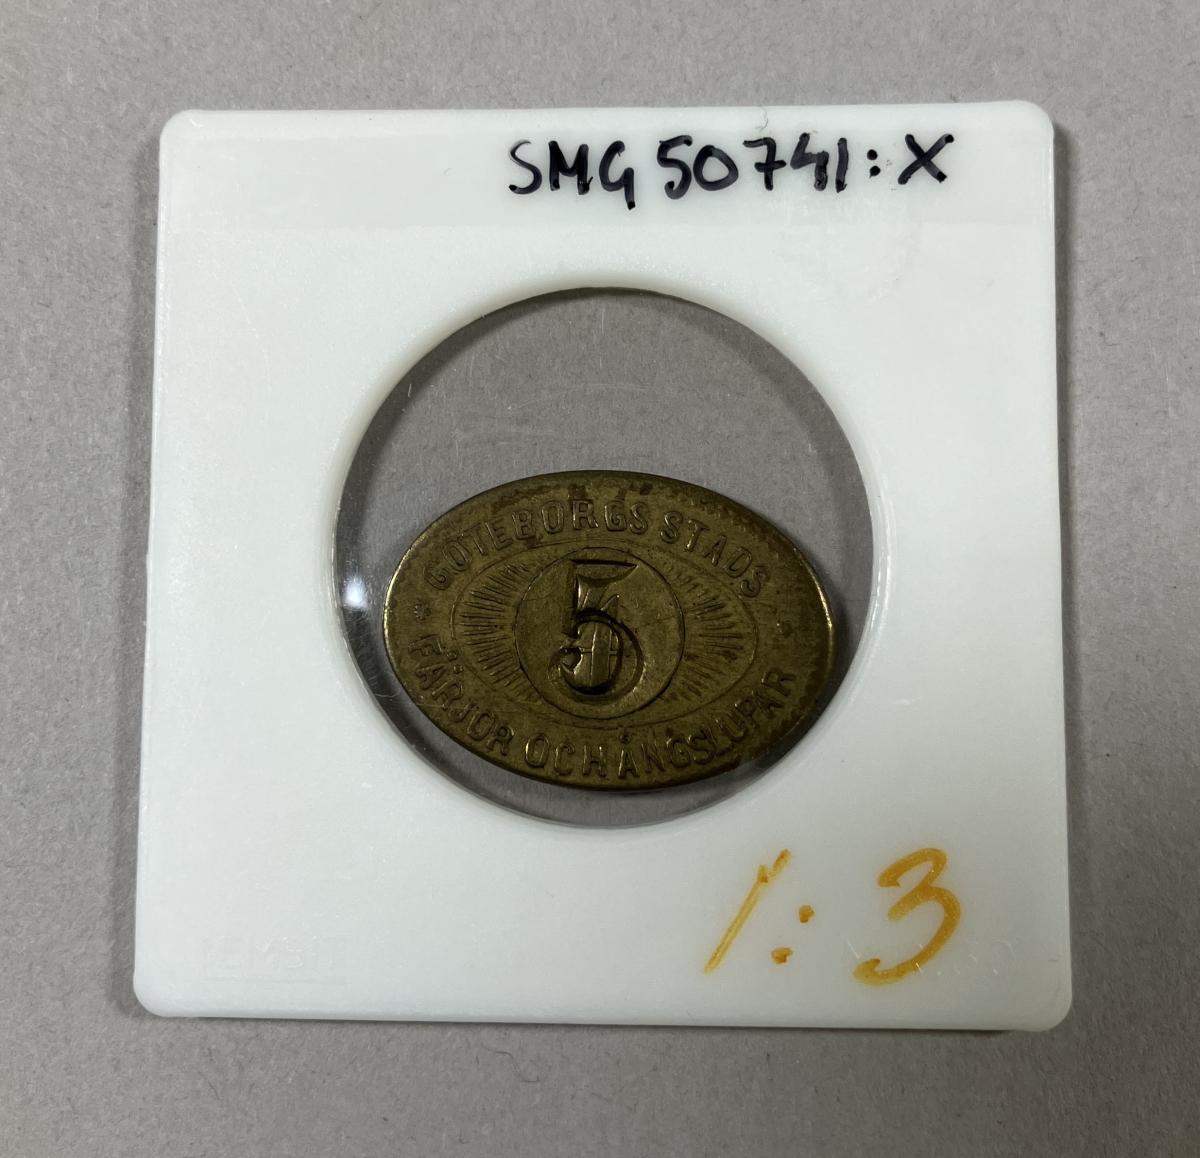 SMG 50741:X
GÖTEBORGS STADS
5
FÄRJOR OCH ÅNGSLUPAR
1:3